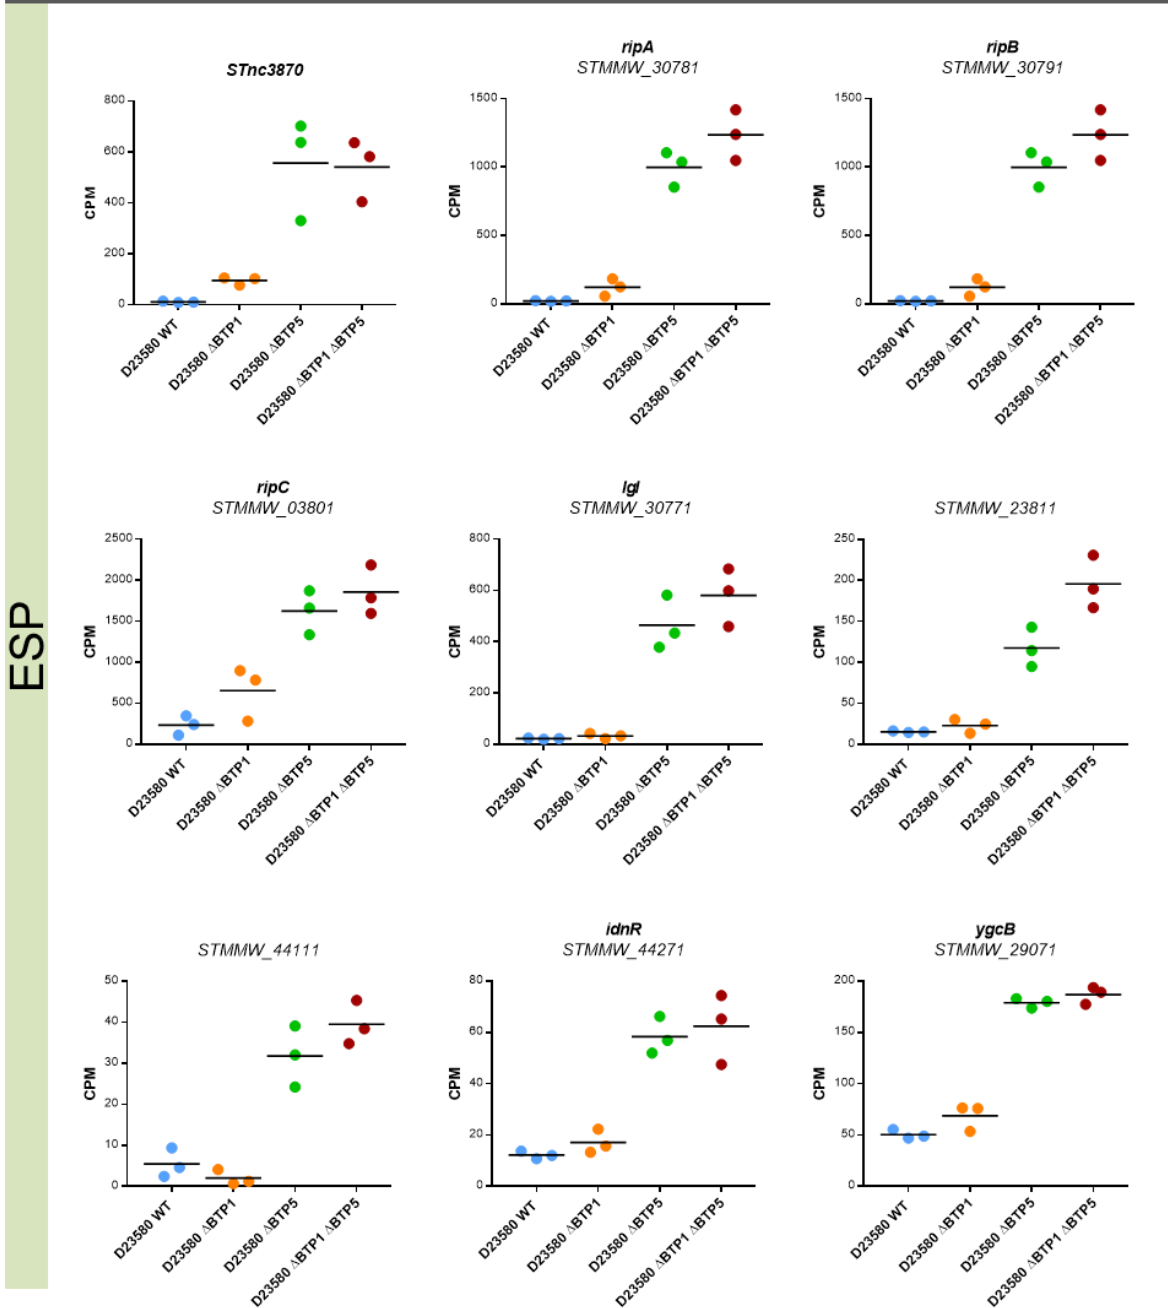 ESP
STnc3870
CPM
800
600
400
200
0
D23580 WT
D23580 ΔBTP1
D23580 ΔBTP5
D23580 ΔBTP1 ΔBTP5
ripA
STMMW_30781
CPM
1500
1000
500
0
D23580 WT
D23580 ΔBTP1
D23580 ΔBTP5
D23580 ΔBTP1 ΔBTP5
ripB
STMMW_30791
CPM
1500
1000
500
0
D23580 WT
D23580 ΔBTP1
D23580 ΔBTP5
D23580 ΔBTP1 ΔBTP5
ripC
STMMW_03801
CPM
2500
2000
1500
1000
500
0
D23580 WT
D23580 ΔBTP1
D23580 ΔBTP5
D23580 ΔBTP1 ΔBTP5
lgl
STMMW_30771
CPM
800
600
400
200
0
D23580 WT
D23580 ΔBTP1
D23580 ΔBTP5
D23580 ΔBTP1 ΔBTP5
STMMW_23811
CPM
250
200
150
100
50
0
D23580 WT
D23580 ΔBTP1
D23580 ΔBTP5
D23580 ΔBTP1 ΔBTP5
STMMW_44111
CPM
50
40
30
20
10
0
D23580 WT
D23580 ΔBTP1
D23580 ΔBTP5
D23580 ΔBTP1 ΔBTP5
idnR
STMMW_44271
CPM
80
60
40
20
0
D23580 WT
D23580 ΔBTP1
D23580 ΔBTP5
D23580 ΔBTP1 ΔBTP5
ygcB
STMMW_29071
CPM
200
150
100
50
0
D23580 WT
D23580 ΔBTP1
D23580 ΔBTP5
D23580 ΔBTP1 ΔBTP5